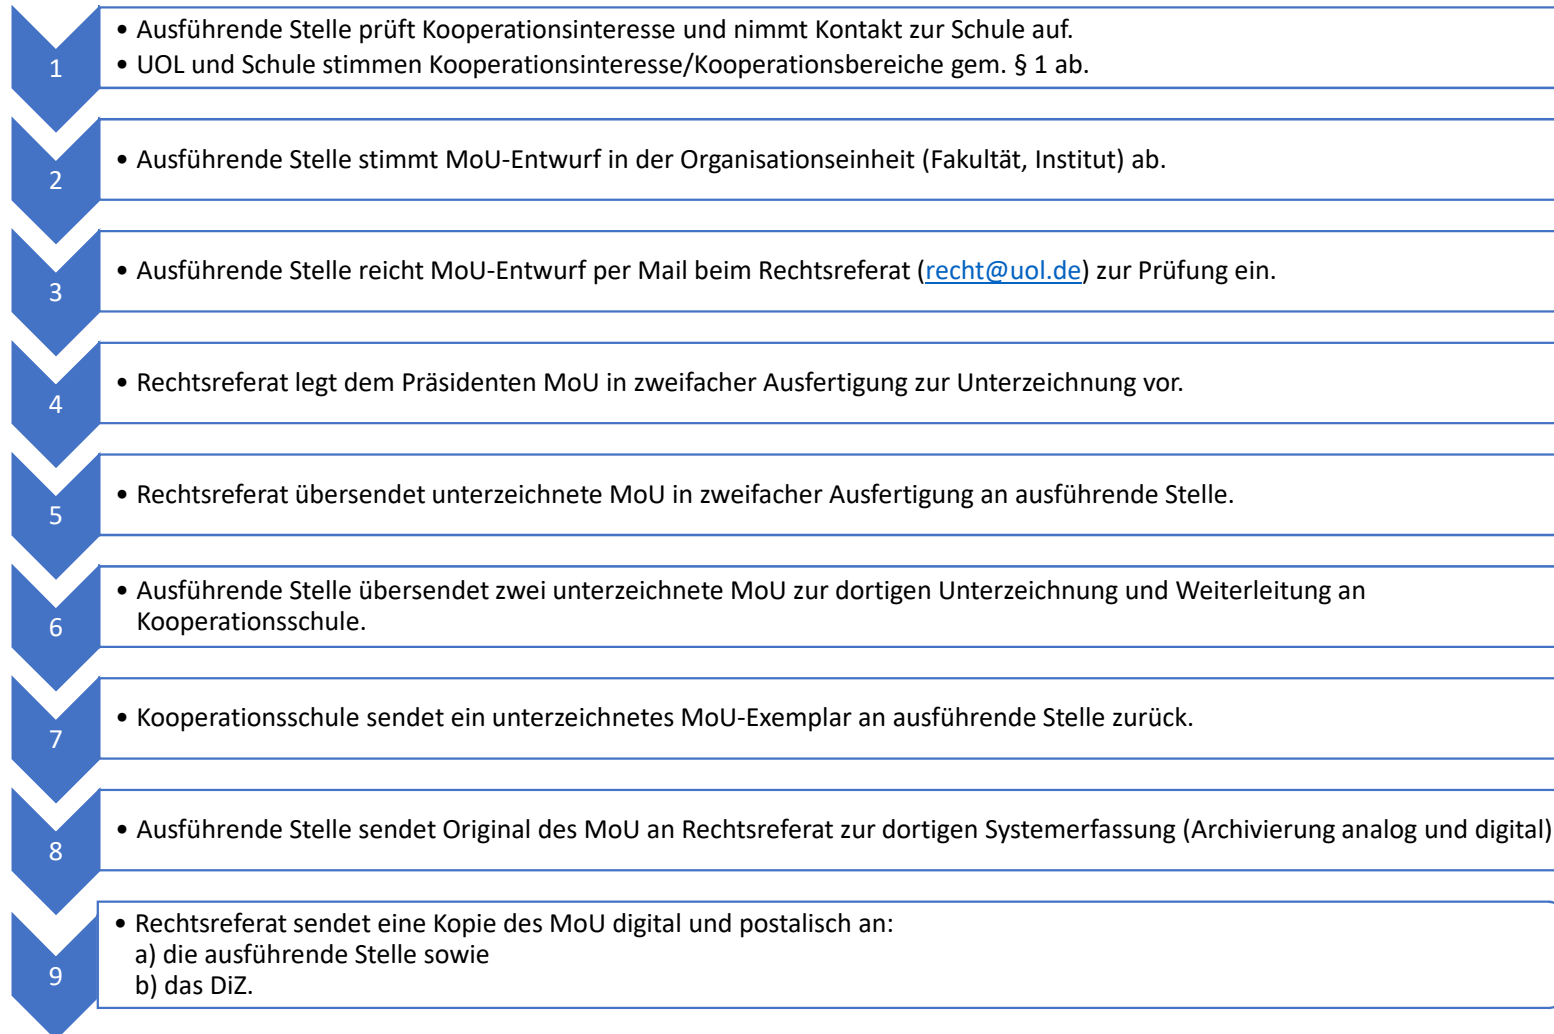 1
• Ausführende Stelle prüft Kooperationsinteresse und nimmt Kontakt zur Schule auf.
• UOL und Schule stimmen Kooperationsinteresse/Kooperationsbereiche gem. § 1 ab.
2
• Ausführende Stelle stimmt MoU-Entwurf in der Organisationseinheit (Fakultät, Institut) ab.
3
• Ausführende Stelle reicht MoU-Entwurf per Mail beim Rechtsreferat (recht@uol.de) zur Prüfung ein.
4
• Rechtsreferat legt dem Präsidenten MoU in zweifacher Ausfertigung zur Unterzeichnung vor.
5
• Rechtsreferat übersendet unterzeichnete MoU in zweifacher Ausfertigung an ausführende Stelle.
6
• Ausführende Stelle übersendet zwei unterzeichnete MoU zur dortigen Unterzeichnung und Weiterleitung an
Kooperationsschule.
7
• Kooperationsschule sendet ein unterzeichnetes MoU-Exemplar an ausführende Stelle zurück.
8
• Ausführende Stelle sendet Original des MoU an Rechtsreferat zur dortigen Systemerfassung (Archivierung analog und digital)
9
• Rechtsreferat sendet eine Kopie des MoU digital und postalisch an:
a) die ausführende Stelle sowie
b) das DiZ.